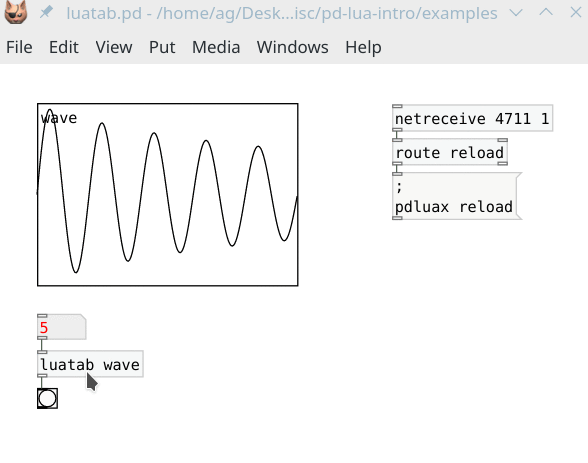 luatab.pd - /home/ag/Desk...isc/pd-lua-intro/examples
File Edit View Put Media Windows Help
wave
netreceive 4711 1
route reload
;
pdluax reload
5
luatab wave